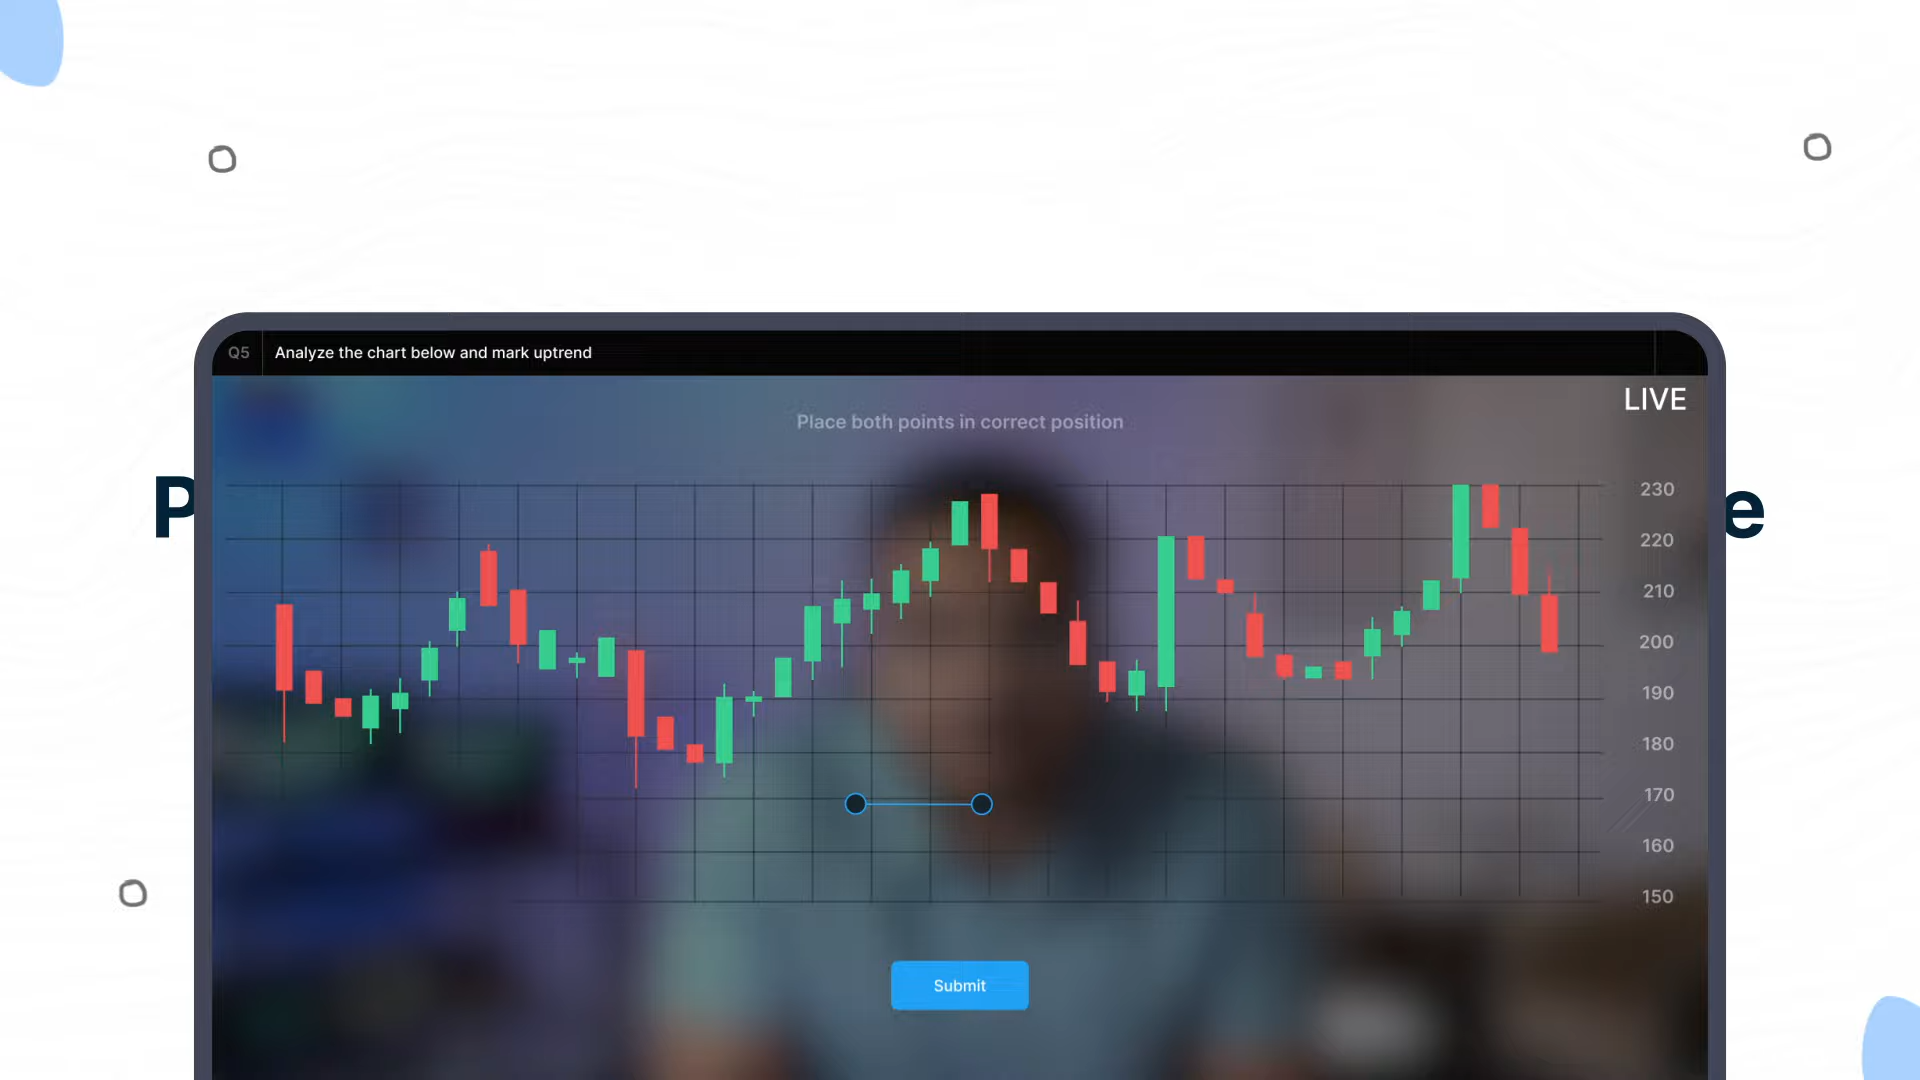 Q5 Analyze the chart below and mark uptrend
LIVE
Place both points in correct position
P e
230
220
210
200
190
180
170
160
150
Submit